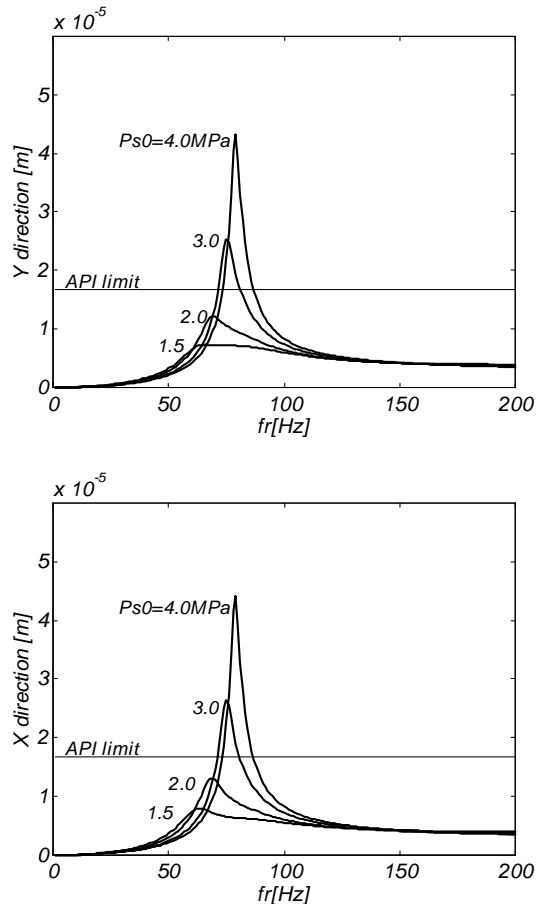 x 10⁻⁵
5
Ps0=4.0MPa
4
Y direction [m]
3
3.0
2
API limit
2.0
1
1.5
0
0 50 100 150 200
fr[Hz]
x 10⁻⁵
5
Ps0=4.0MPa
4
X direction [m]
3
3.0
2
API limit
2.0
1
1.5
0
0 50 100 150 200
fr[Hz]